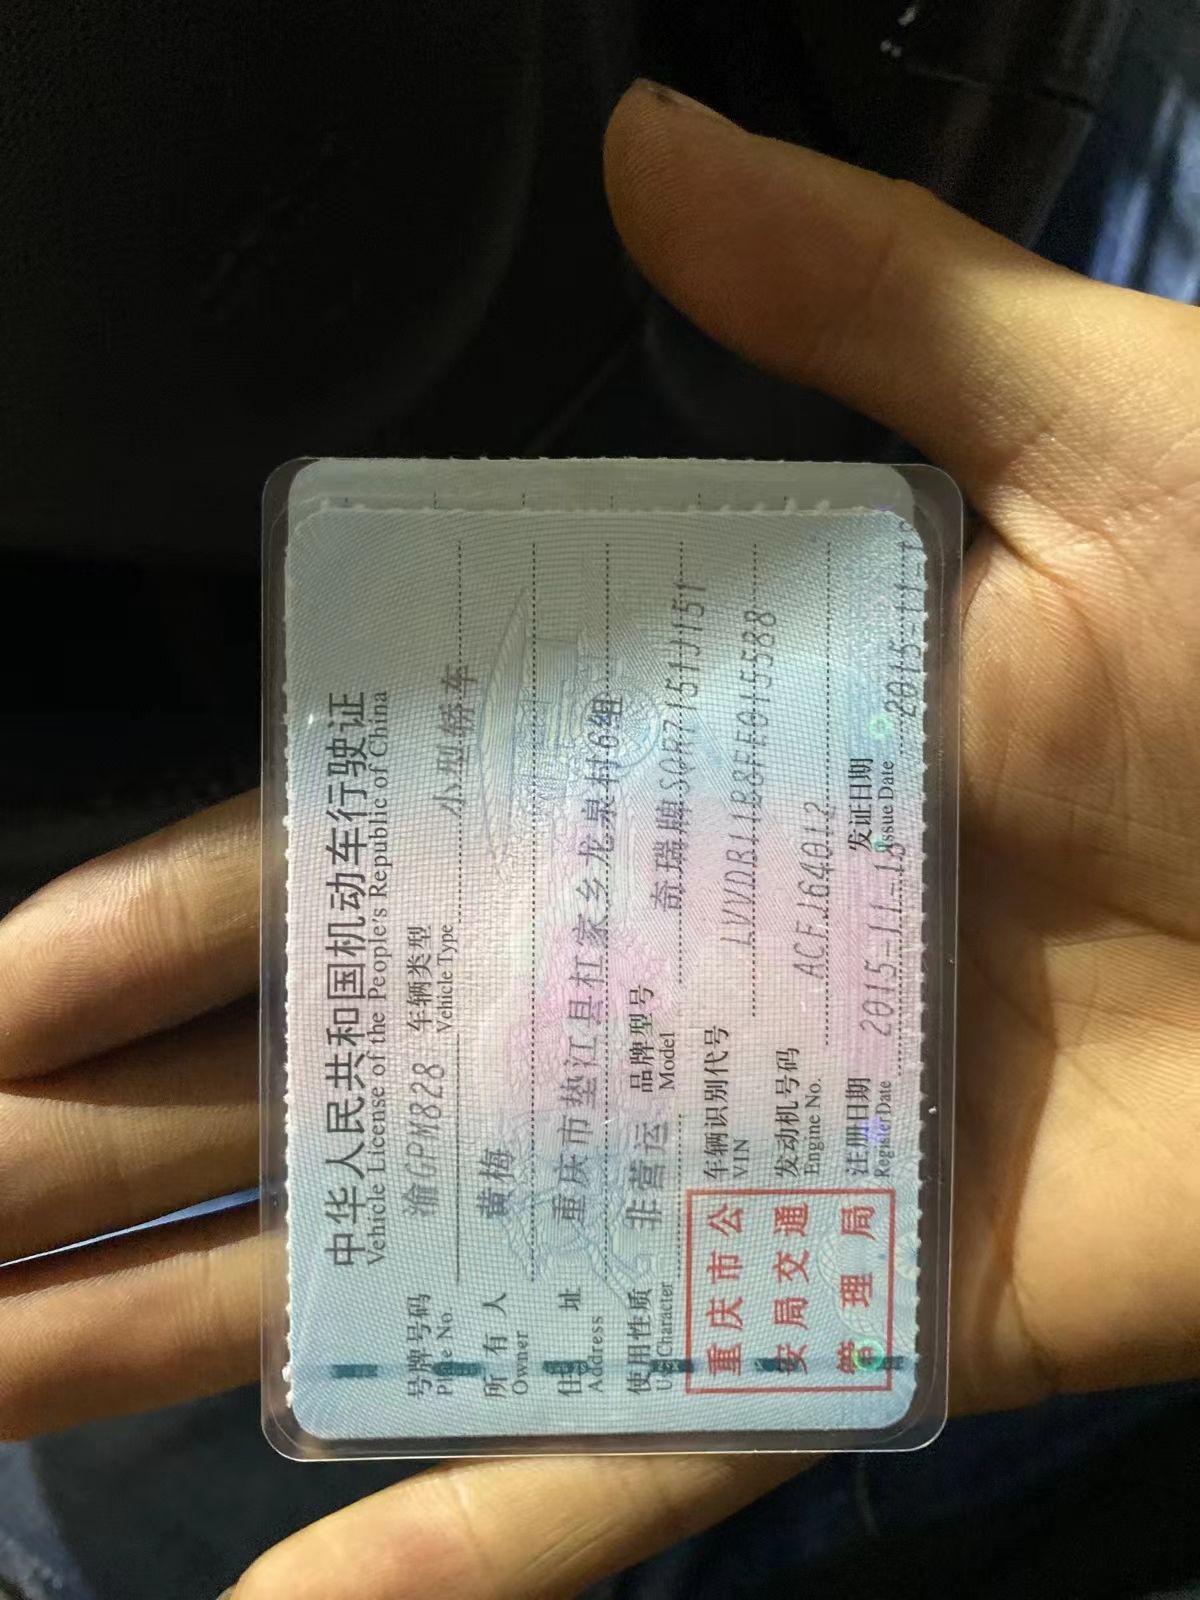 中华人民共和国机动车行驶证
Vehicle License of the People's Republic of China
号牌号码 渝GPM828 车辆类型 小型轿车
Plate No. Vehicle Type
所有人 黄梅
Owner
住址 重庆市垫江县杠家乡龙泉村6组
Address
使用性质 非营运 品牌型号 奇瑞牌SQR7151J15T
Use Character Model
重庆市公
安局交通
管理局
车辆识别代号 LVVDB11B8FE015588
VIN
发动机号码 ACFJ64012
Engine No.
注册日期 2015-11-18 发证日期 2015-11-18
Register Date Issue Date